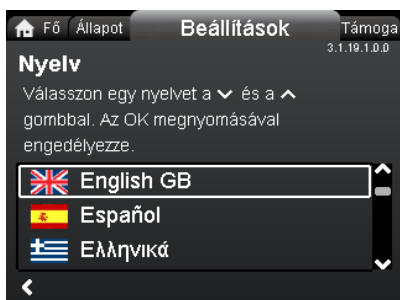 Fő Állapot Beállítások Támoga
3.1.19.1.0.0
Nyelv
Válasszon egy nyelvet a és a
gombbal. Az OK megnyomásával
engedélyezze.
English GB
Español
Ελληνικά